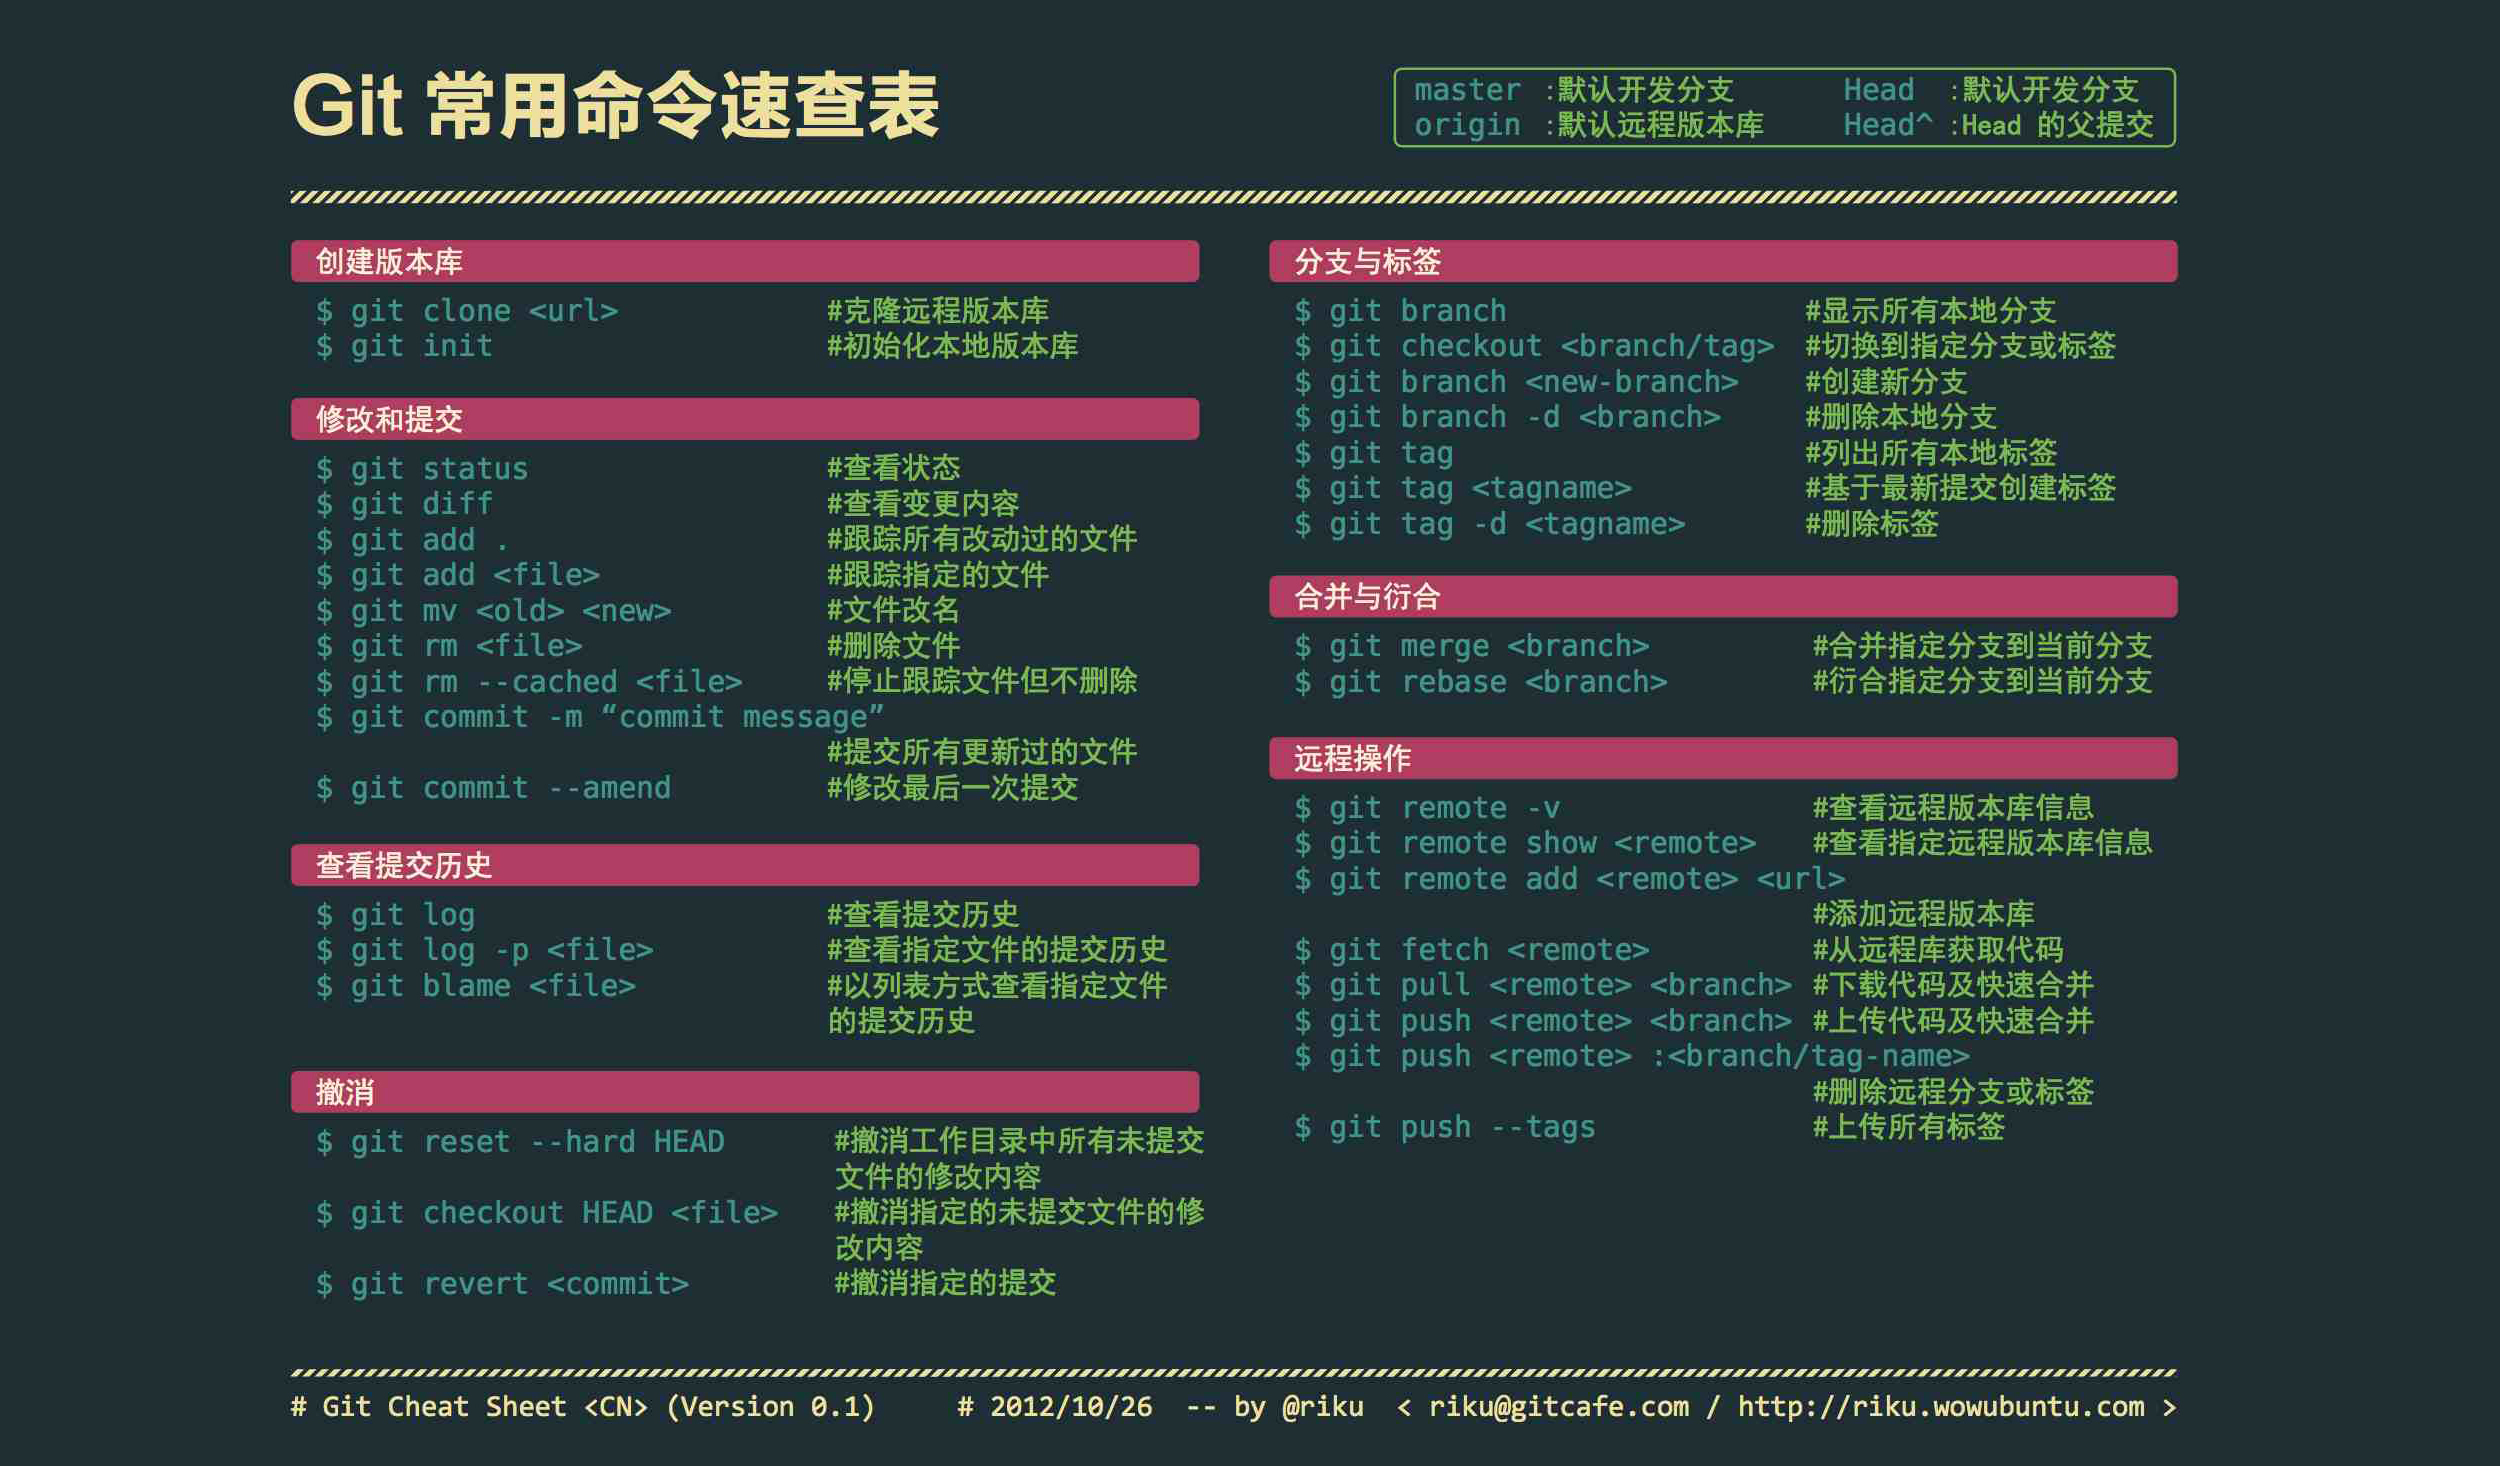 Git 常用命令速查表
master :默认开发分支 Head :默认开发分支
origin :默认远程版本库 Head^ :Head 的父提交
创建版本库
$ git clone <url> #克隆远程版本库
$ git init #初始化本地版本库
修改和提交
$ git status #查看状态
$ git diff #查看变更内容
$ git add . #跟踪所有改动过的文件
$ git add <file> #跟踪指定的文件
$ git mv <old> <new> #文件改名
$ git rm <file> #删除文件
$ git rm --cached <file> #停止跟踪文件但不删除
$ git commit -m “commit message”
#提交所有更新过的文件
$ git commit --amend #修改最后一次提交
查看提交历史
$ git log #查看提交历史
$ git log -p <file> #查看指定文件的提交历史
$ git blame <file> #以列表方式查看指定文件
的提交历史
撤消
$ git reset --hard HEAD #撤消工作目录中所有未提交
文件的修改内容
$ git checkout HEAD <file> #撤消指定的未提交文件的修
改内容
$ git revert <commit> #撤消指定的提交
分支与标签
$ git branch #显示所有本地分支
$ git checkout <branch/tag> #切换到指定分支或标签
$ git branch <new-branch> #创建新分支
$ git branch -d <branch> #删除本地分支
$ git tag #列出所有本地标签
$ git tag <tagname> #基于最新提交创建标签
$ git tag -d <tagname> #删除标签
合并与衍合
$ git merge <branch> #合并指定分支到当前分支
$ git rebase <branch> #衍合指定分支到当前分支
远程操作
$ git remote -v #查看远程版本库信息
$ git remote show <remote> #查看指定远程版本库信息
$ git remote add <remote> <url>
#添加远程版本库
$ git fetch <remote> #从远程库获取代码
$ git pull <remote> <branch> #下载代码及快速合并
$ git push <remote> <branch> #上传代码及快速合并
$ git push <remote> :<branch/tag-name>
#删除远程分支或标签
$ git push --tags #上传所有标签
# Git Cheat Sheet <CN> (Version 0.1) # 2012/10/26 -- by @riku < riku@gitcafe.com / http://riku.wowubuntu.com >